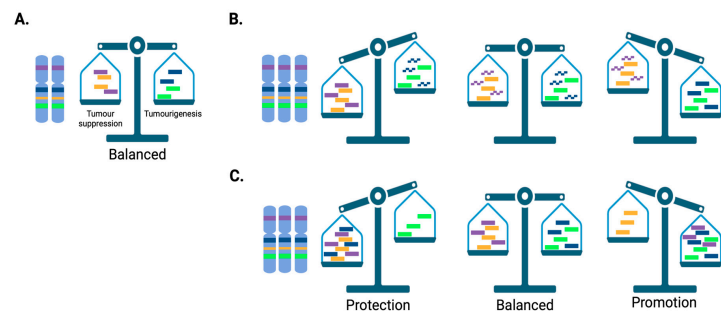 A.
B.
Tumour
suppression
Tumourigenesis
Balanced
C.
Protection
Balanced
Promotion